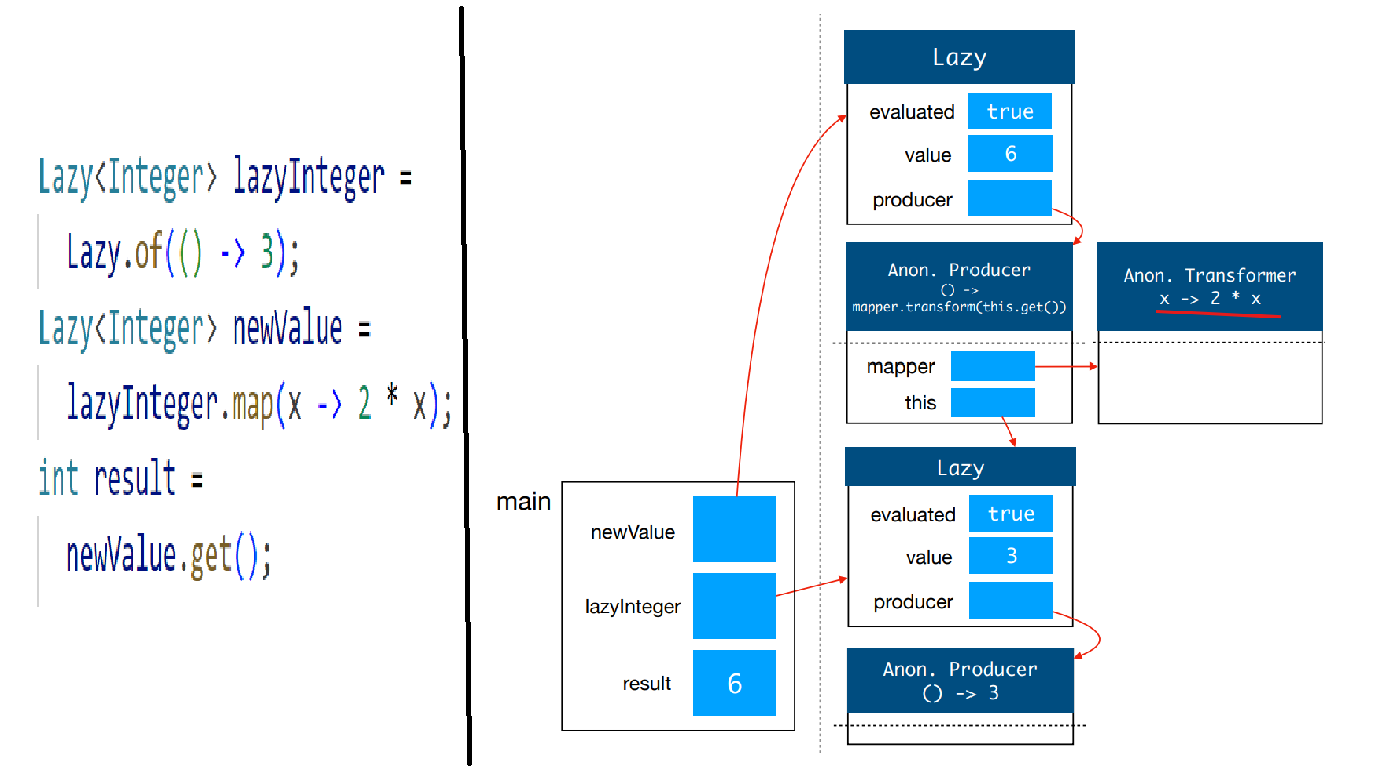 Lazy<Integer> lazyInteger =
Lazy.of(() -> 3);
Lazy<Integer> newValue =
lazyInteger.map(x -> 2 * x);
int result =
newValue.get();
main
newValue
lazyInteger
result 6
Lazy
evaluated true
value 6
producer
Anon. Producer
() ->
mapper.transform(this.get())
mapper
this
Anon. Transformer
x -> 2 * x
Lazy
evaluated true
value 3
producer
Anon. Producer
() -> 3